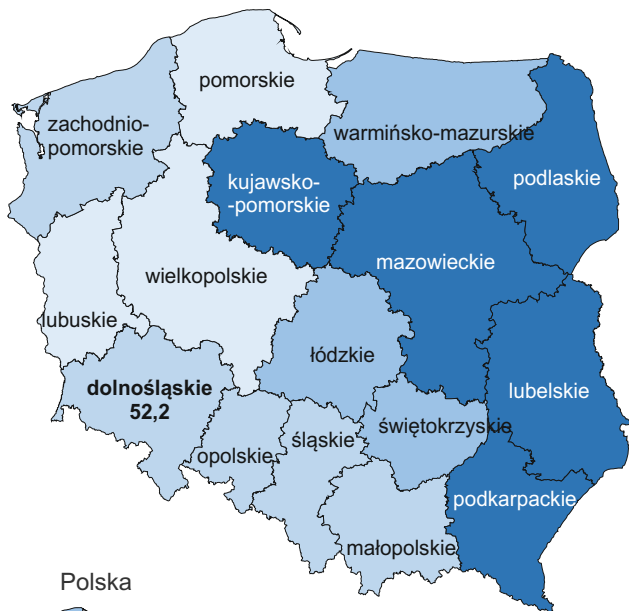 pomorskie
zachodnio-
pomorskie
warmińsko-mazurskie
podlaskie
kujawsko-
-pomorskie
mazowieckie
wielkopolskie
lubuskie
łódzkie
dolnośląskie
52,2
lubelskie
świętokrzyskie
śląskie
opolskie
podkarpackie
małopolskie
Polska